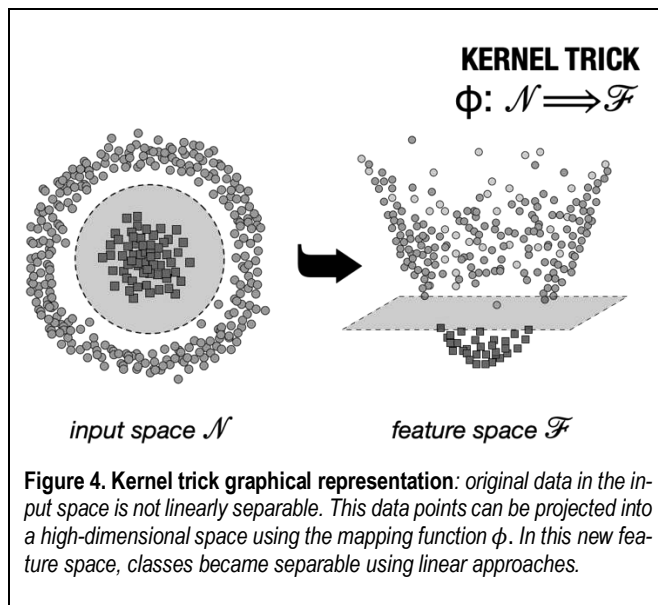 KERNEL TRICK
Φ: 𝒩 ⟹ ℱ
input space 𝒩
feature space ℱ
Figure 4. Kernel trick graphical representation: original data in the in-
put space is not linearly separable. This data points can be projected into
a high-dimensional space using the mapping function ϕ. In this new fea-
ture space, classes became separable using linear approaches.